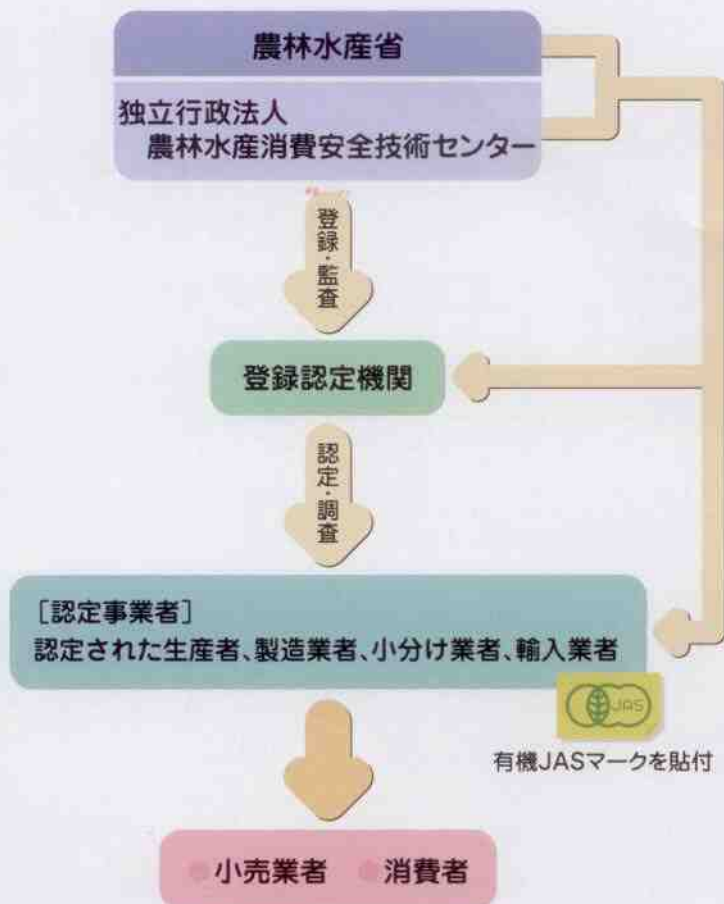 農林水産省
独立行政法人
農林水産消費安全技術センター
登録・監査
登録認定機関
認定・調査
［認定事業者］
認定された生産者、製造業者、小分け業者、輸入業者
JAS
有機JASマークを貼付
●小売業者 ●消費者